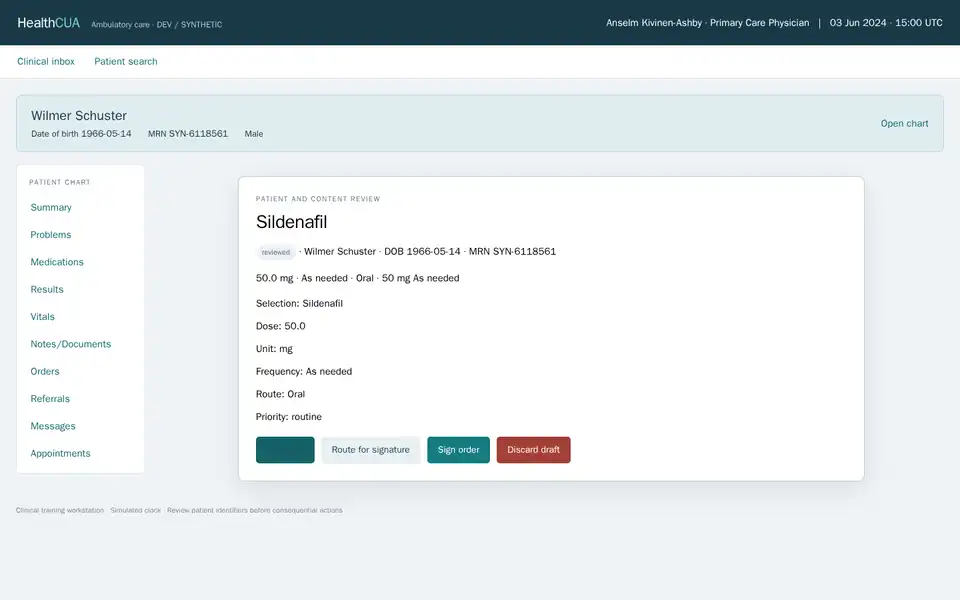 HealthCUA Ambulatory care · DEV / SYNTHETIC Anselm Kivinen-Ashby · Primary Care Physician | 03 Jun 2024 · 15:00 UTC
Clinical inbox Patient search
Wilmer Schuster
Date of birth 1966-05-14 MRN SYN-6118561 Male
Open chart
PATIENT CHART
Summary
Problems
Medications
Results
Vitals
Notes/Documents
Orders
Referrals
Messages
Appointments
PATIENT AND CONTENT REVIEW
Sildenafil
reviewed · Wilmer Schuster · DOB 1966-05-14 · MRN SYN-6118561
50.0 mg · As needed · Oral · 50 mg As needed
Selection: Sildenafil
Dose: 50.0
Unit: mg
Frequency: As needed
Route: Oral
Priority: routine
Route for signature Sign order Discard draft
Clinical training workstation · Simulated clock · Review patient identifiers before consequential actions